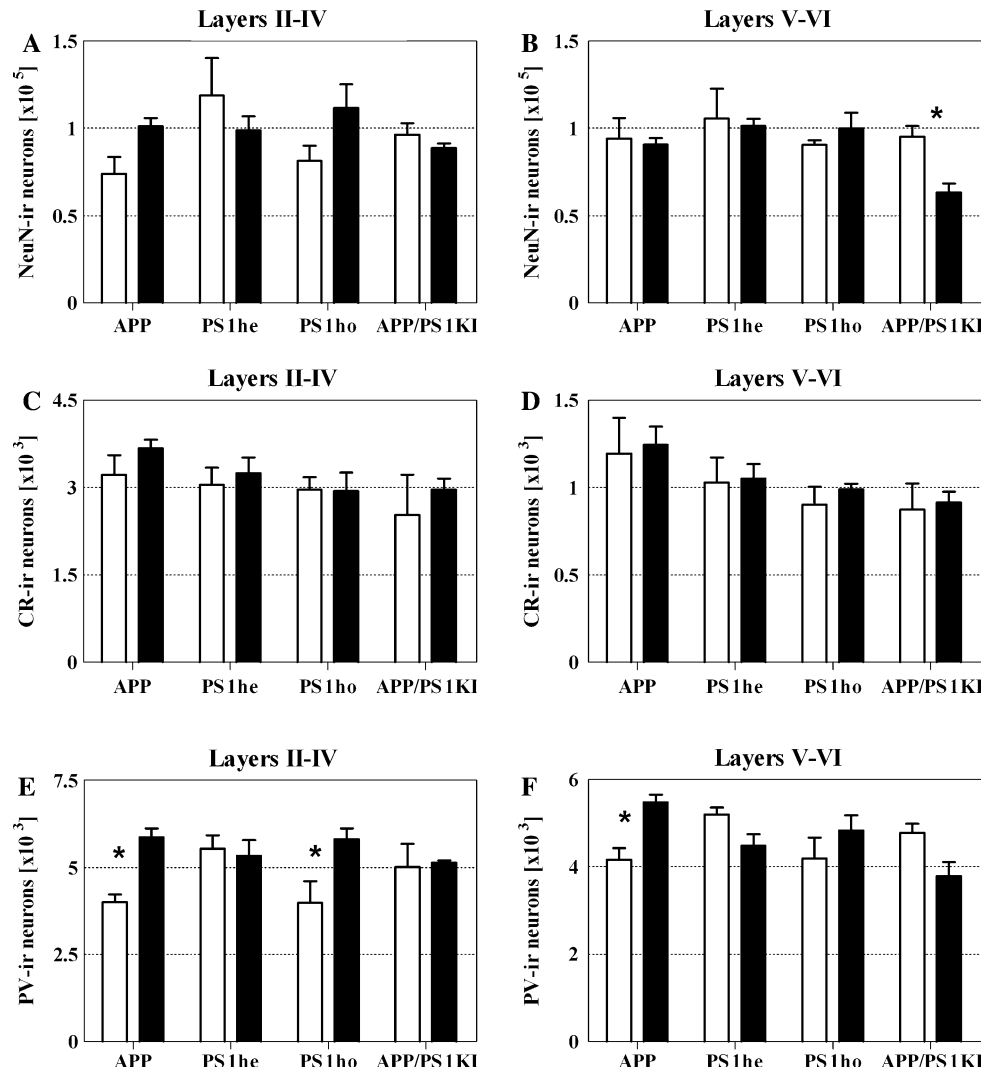 Layers II-IV
A
NeuN-ir neurons [x10 5]
1.5
1
0.5
0
APP PS1he PS1ho APP/PS1KI
Layers V-VI
B
NeuN-ir neurons [x10 5]
1.5
1
0.5
0
*
APP PS1he PS1ho APP/PS1KI
Layers II-IV
C
CR-ir neurons [x10 3]
4.5
3
1.5
0
APP PS1he PS1ho APP/PS1KI
Layers V-VI
D
CR-ir neurons [x10 3]
1.5
1
0.5
0
APP PS1he PS1ho APP/PS1KI
Layers II-IV
E
PV-ir neurons [x10 3]
7.5
5
2.5
0
* *
APP PS1he PS1ho APP/PS1KI
Layers V-VI
F
PV-ir neurons [x10 3]
6
4
2
0
*
APP PS1he PS1ho APP/PS1KI